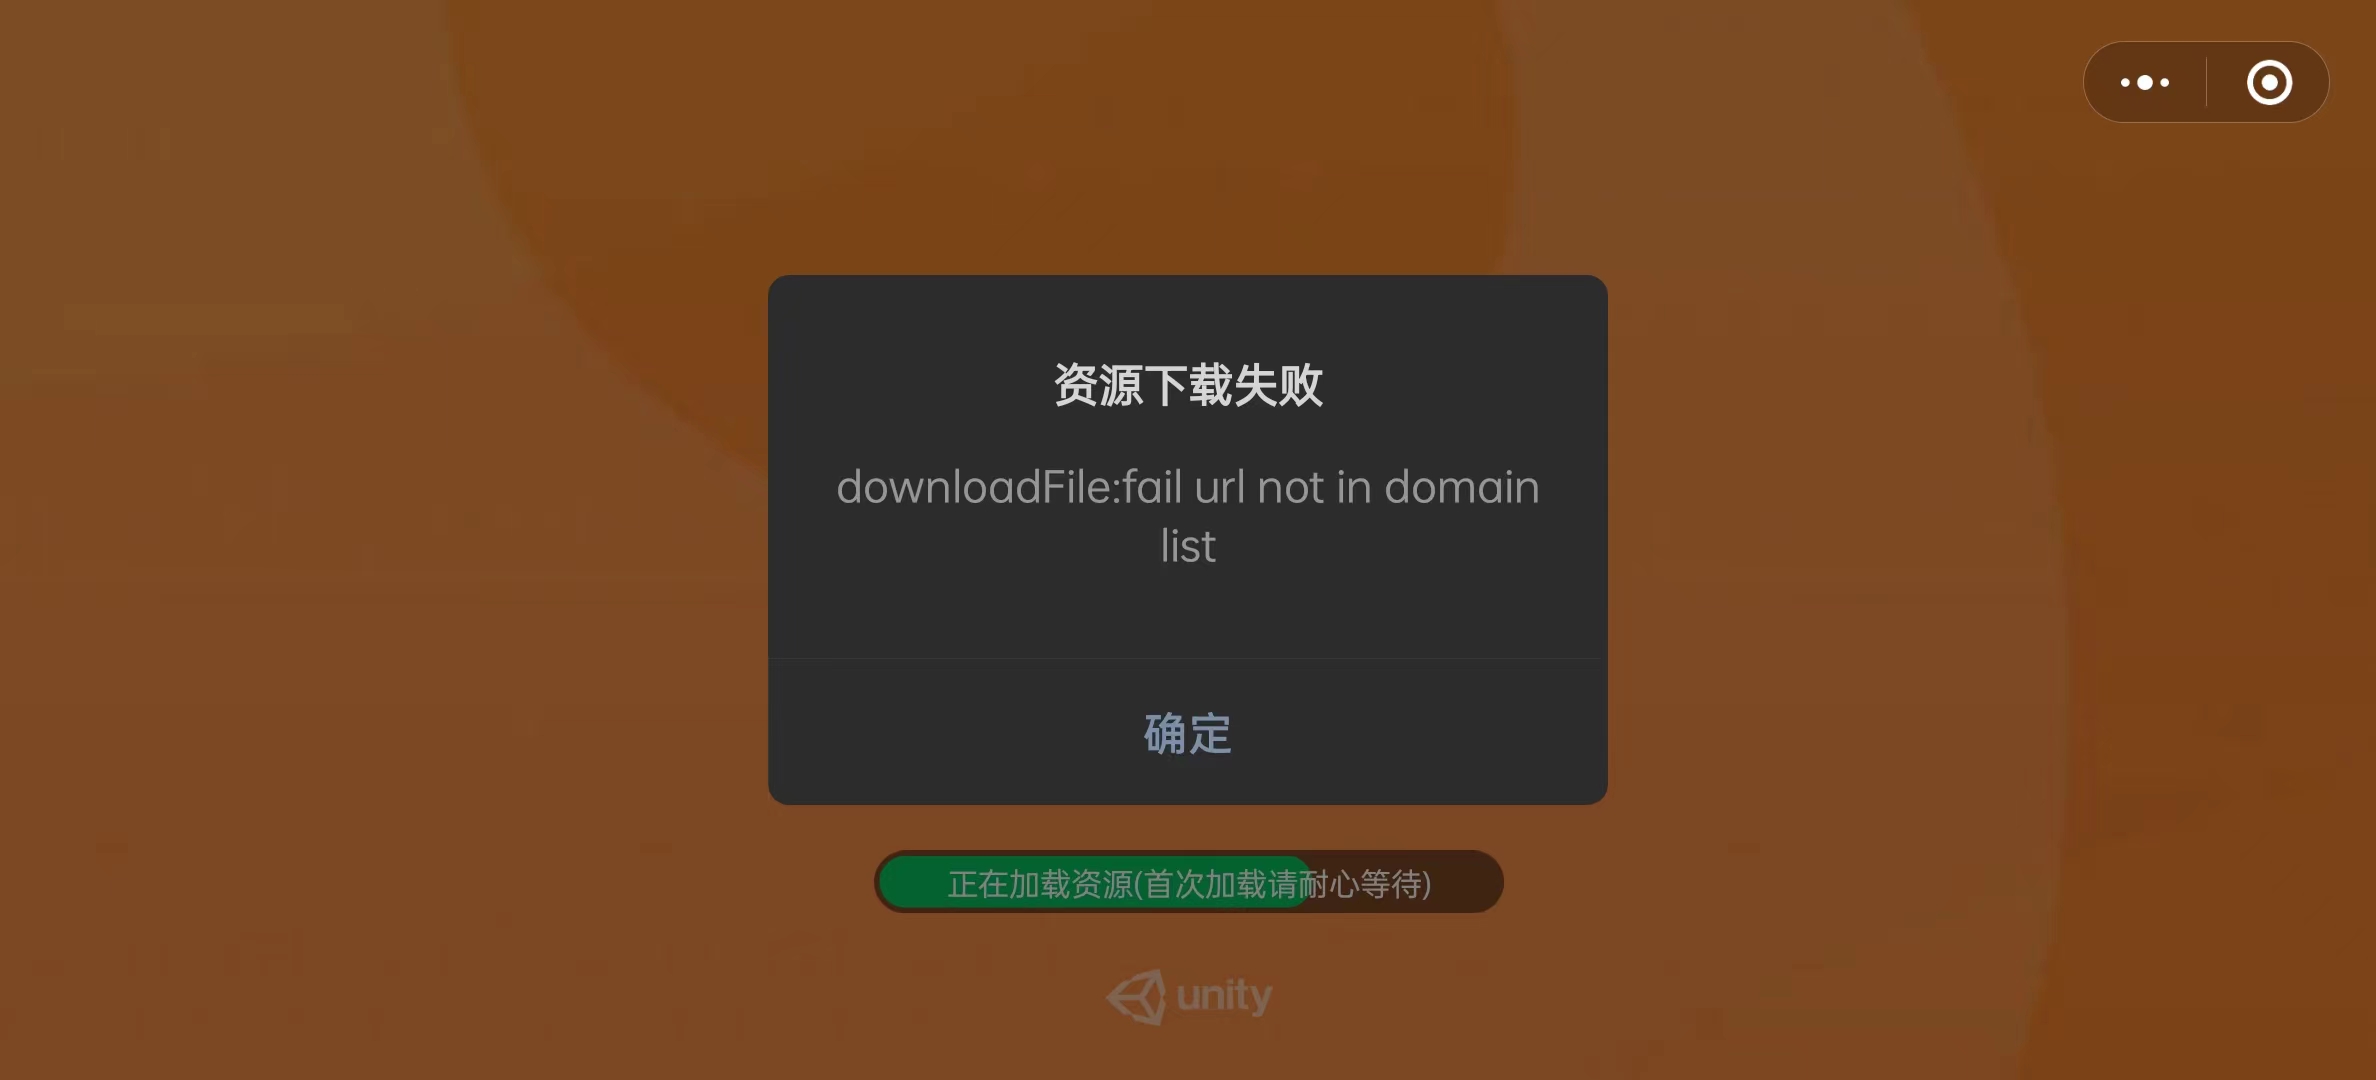 资源下载失败
downloadFile:fail url not in domain
list
确定
正在加载资源(首次加载请耐心等待)
unity